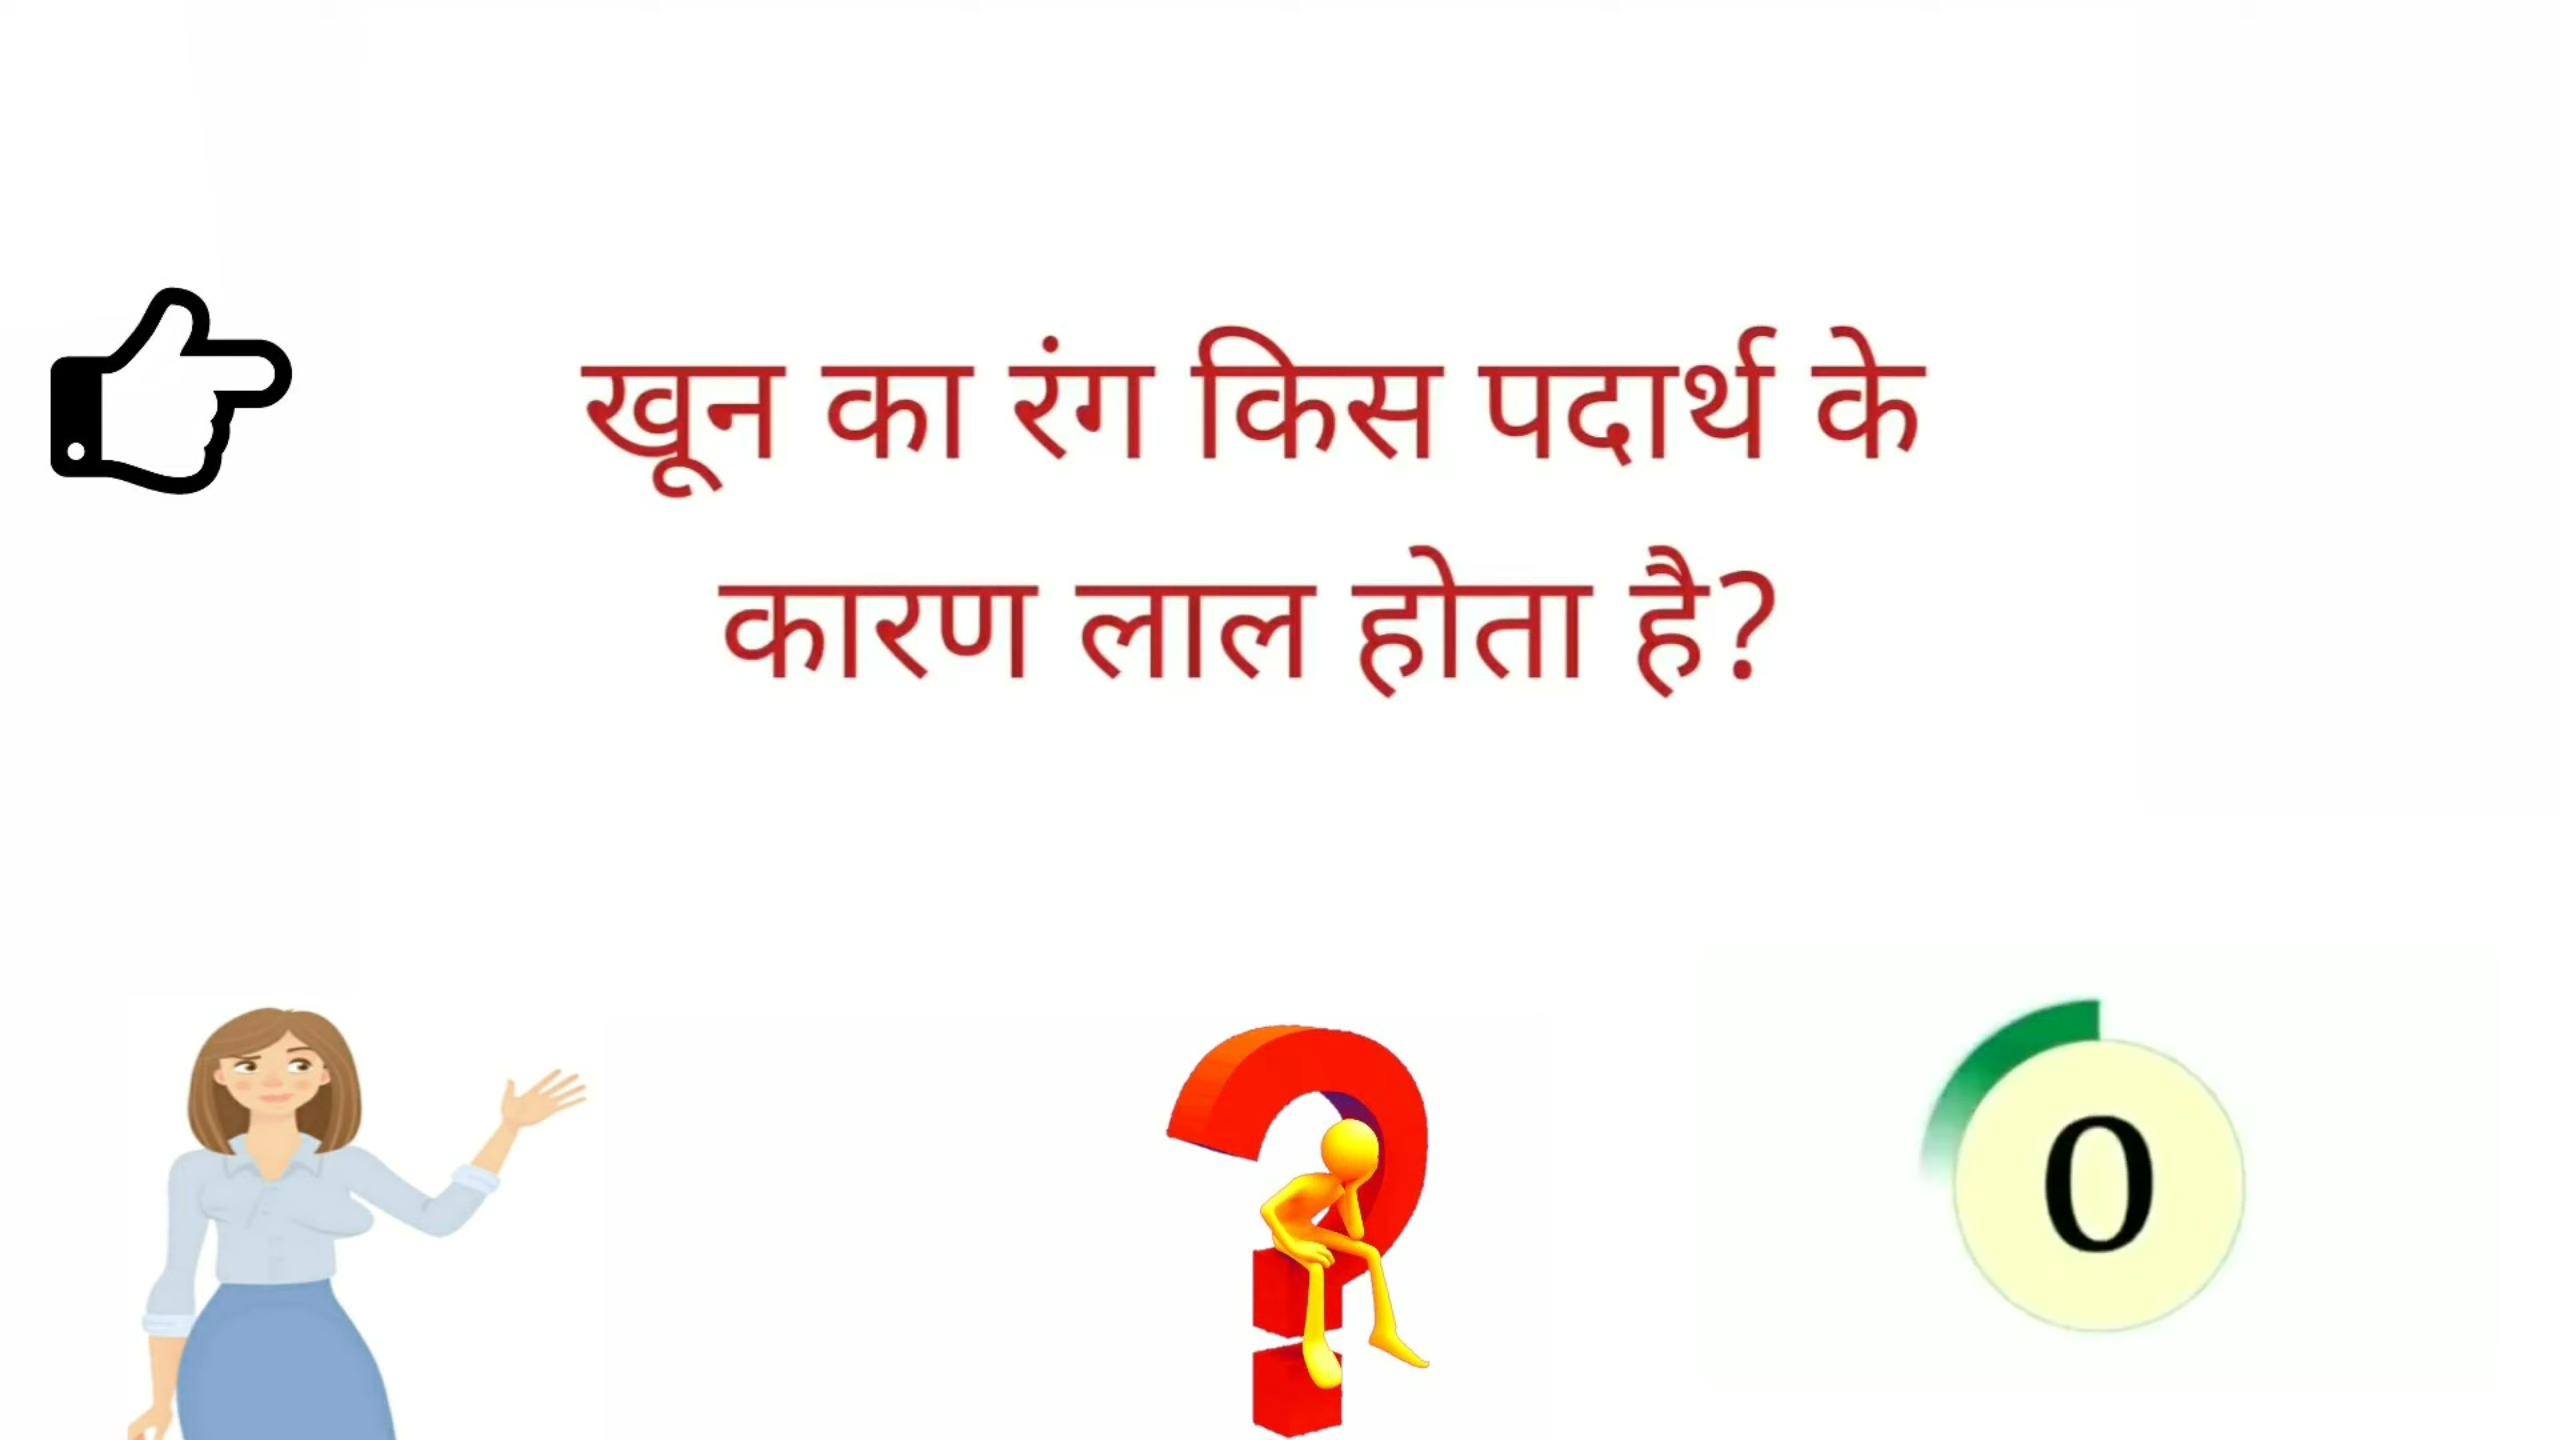 खून का रंग किस पदार्थ के
कारण लाल होता है?
0